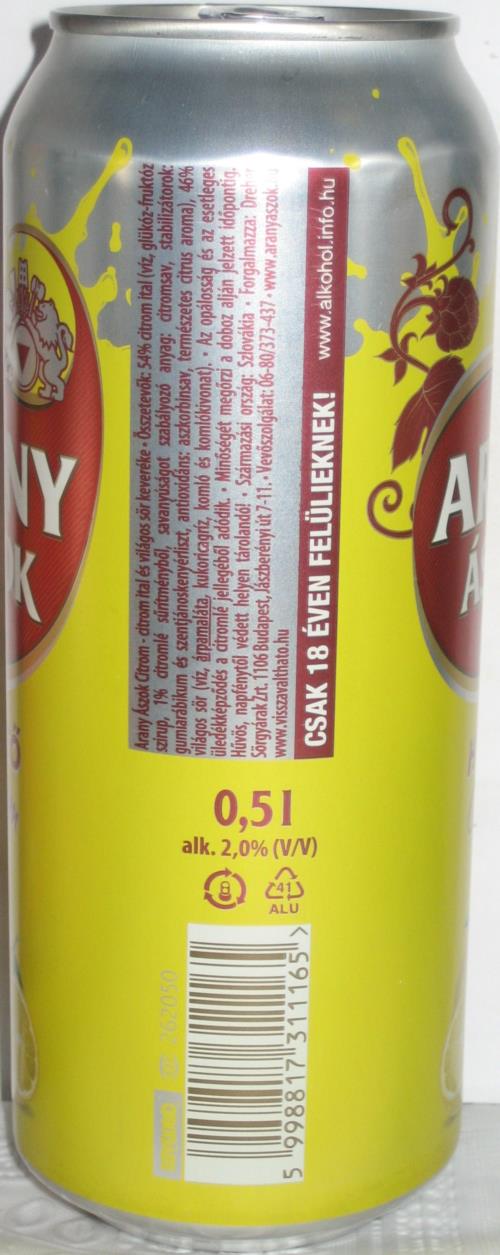 Arany Ászok Citrom - citrom ital és világos sör keveréke • Összetevők: 54% citrom ital (víz, glükóz-fruktóz
szirup, 1% citromlé sűrítményből, savanyúságot szabályozó anyag: citromsav, stabilizátorok:
gumiarábikum és szentjánoskenyérliszt, antioxidáns: aszkorbinsav, természetes citrus aroma), 46%
világos sör (víz, árpamaláta, kukoricagríz, komló és komlókivonat). • Az opálosság és az esetleges
üledékképződés a citromlé jellegéből adódik. • Minőségét megőrzi a doboz alján jelzett időpontig.
Hűvös, napfénytől védett helyen tárolandó! • Származási ország: Szlovákia • Forgalmazza: Dreher
Sörgyárak Zrt. 1106 Budapest, Jászberényi út 7-11. • Vevőszolgálat: 06-80/373-437 • www.aranyaszok.
www.visszavalthato.hu
CSAK 18 ÉVEN FELÜLIEKNEK! www.alkohol.info.hu
NY
K
Ő
A
Á
0,5 l
alk. 2,0% (V/V)
41
ALU
262050
5 998817 311165 >